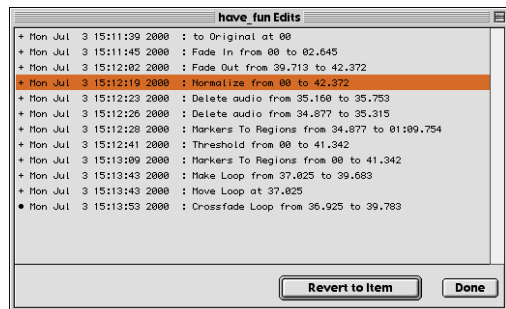 have_fun Edits
+ Mon Jul 3 15:11:39 2000 : to Original at 00
+ Mon Jul 3 15:11:45 2000 : Fade In from 00 to 02.645
+ Mon Jul 3 15:12:02 2000 : Fade Out from 39.713 to 42.372
+ Mon Jul 3 15:12:19 2000 : Normalize from 00 to 42.372
+ Mon Jul 3 15:12:23 2000 : Delete audio from 35.160 to 35.753
+ Mon Jul 3 15:12:26 2000 : Delete audio from 34.877 to 35.315
+ Mon Jul 3 15:12:28 2000 : Markers To Regions from 34.877 to 01:09.754
+ Mon Jul 3 15:12:41 2000 : Threshold from 00 to 41.342
+ Mon Jul 3 15:13:09 2000 : Markers To Regions from 00 to 41.342
+ Mon Jul 3 15:13:43 2000 : Make Loop from 37.025 to 39.683
+ Mon Jul 3 15:13:43 2000 : Move Loop at 37.025
● Mon Jul 3 15:13:53 2000 : Crossfade Loop from 36.925 to 39.783
Revert to Item Done